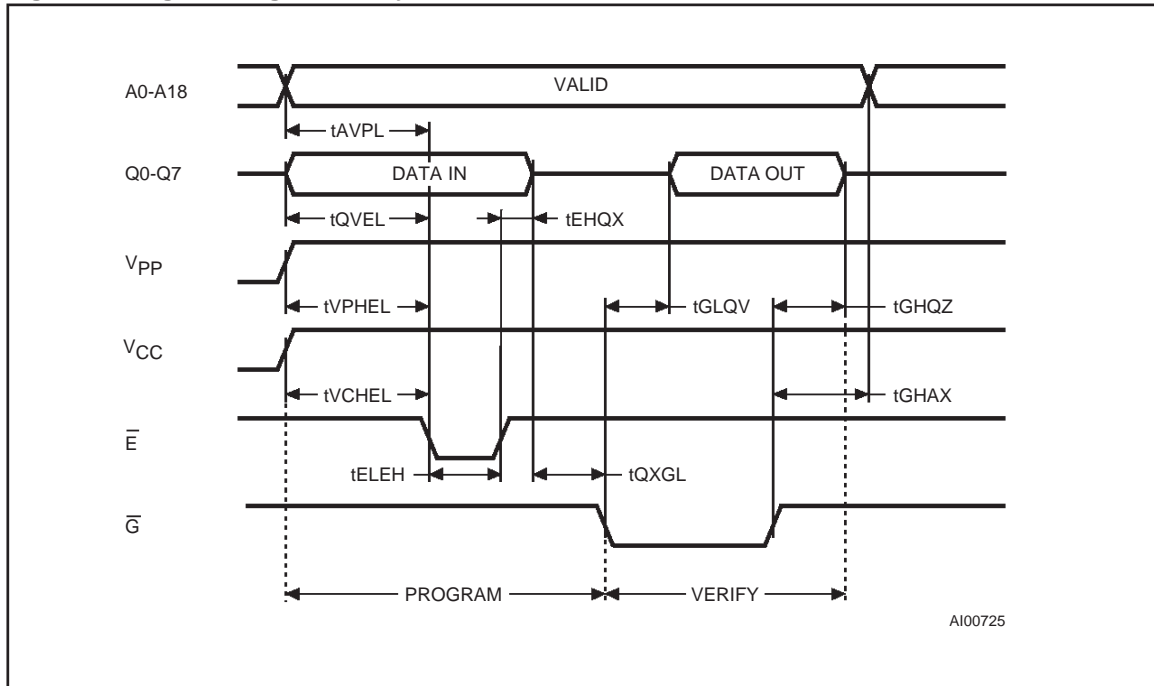 A0-A18 VALID
tAVPL
Q0-Q7 DATA IN DATA OUT
tQVEL tEHQX
VPP
tVPHEL tGLQV tGHQZ
VCC
tVCHEL tGHAX
E̅
tELEH tQXGL
G̅
PROGRAM VERIFY
AI00725